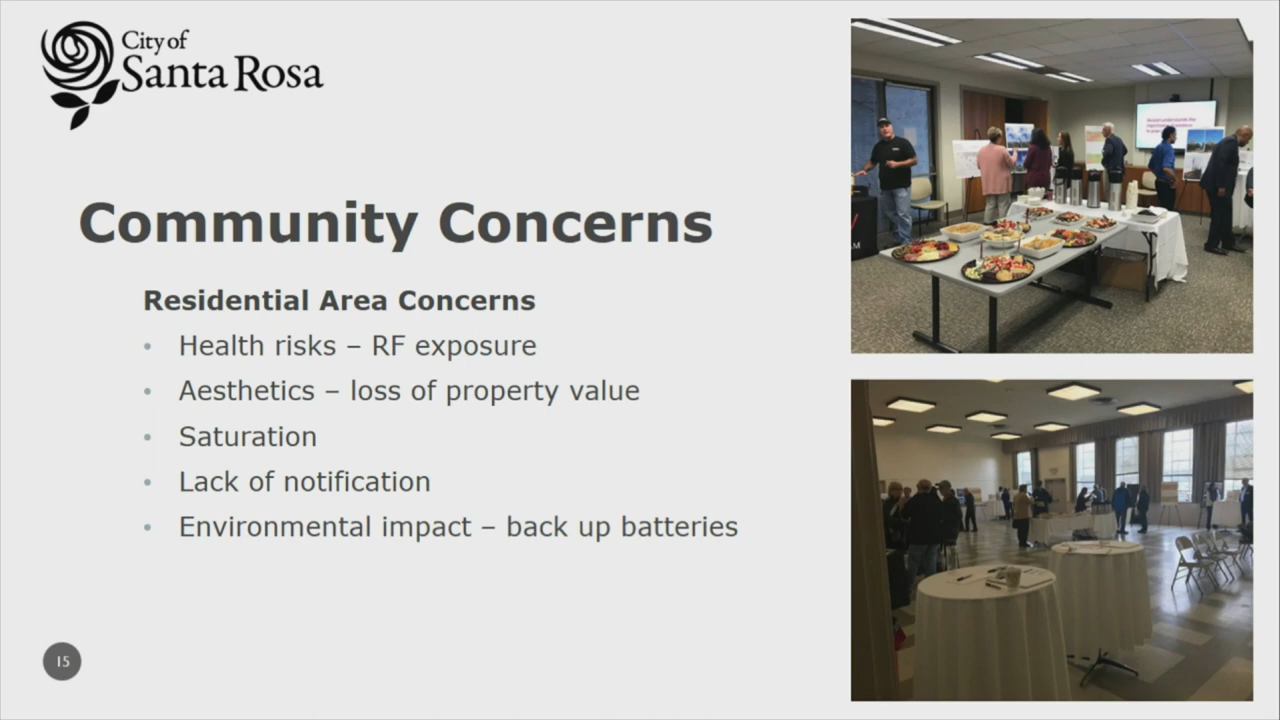 City of
Santa Rosa
Community Concerns
Residential Area Concerns
• Health risks – RF exposure
• Aesthetics – loss of property value
• Saturation
• Lack of notification
• Environmental impact – back up batteries
15